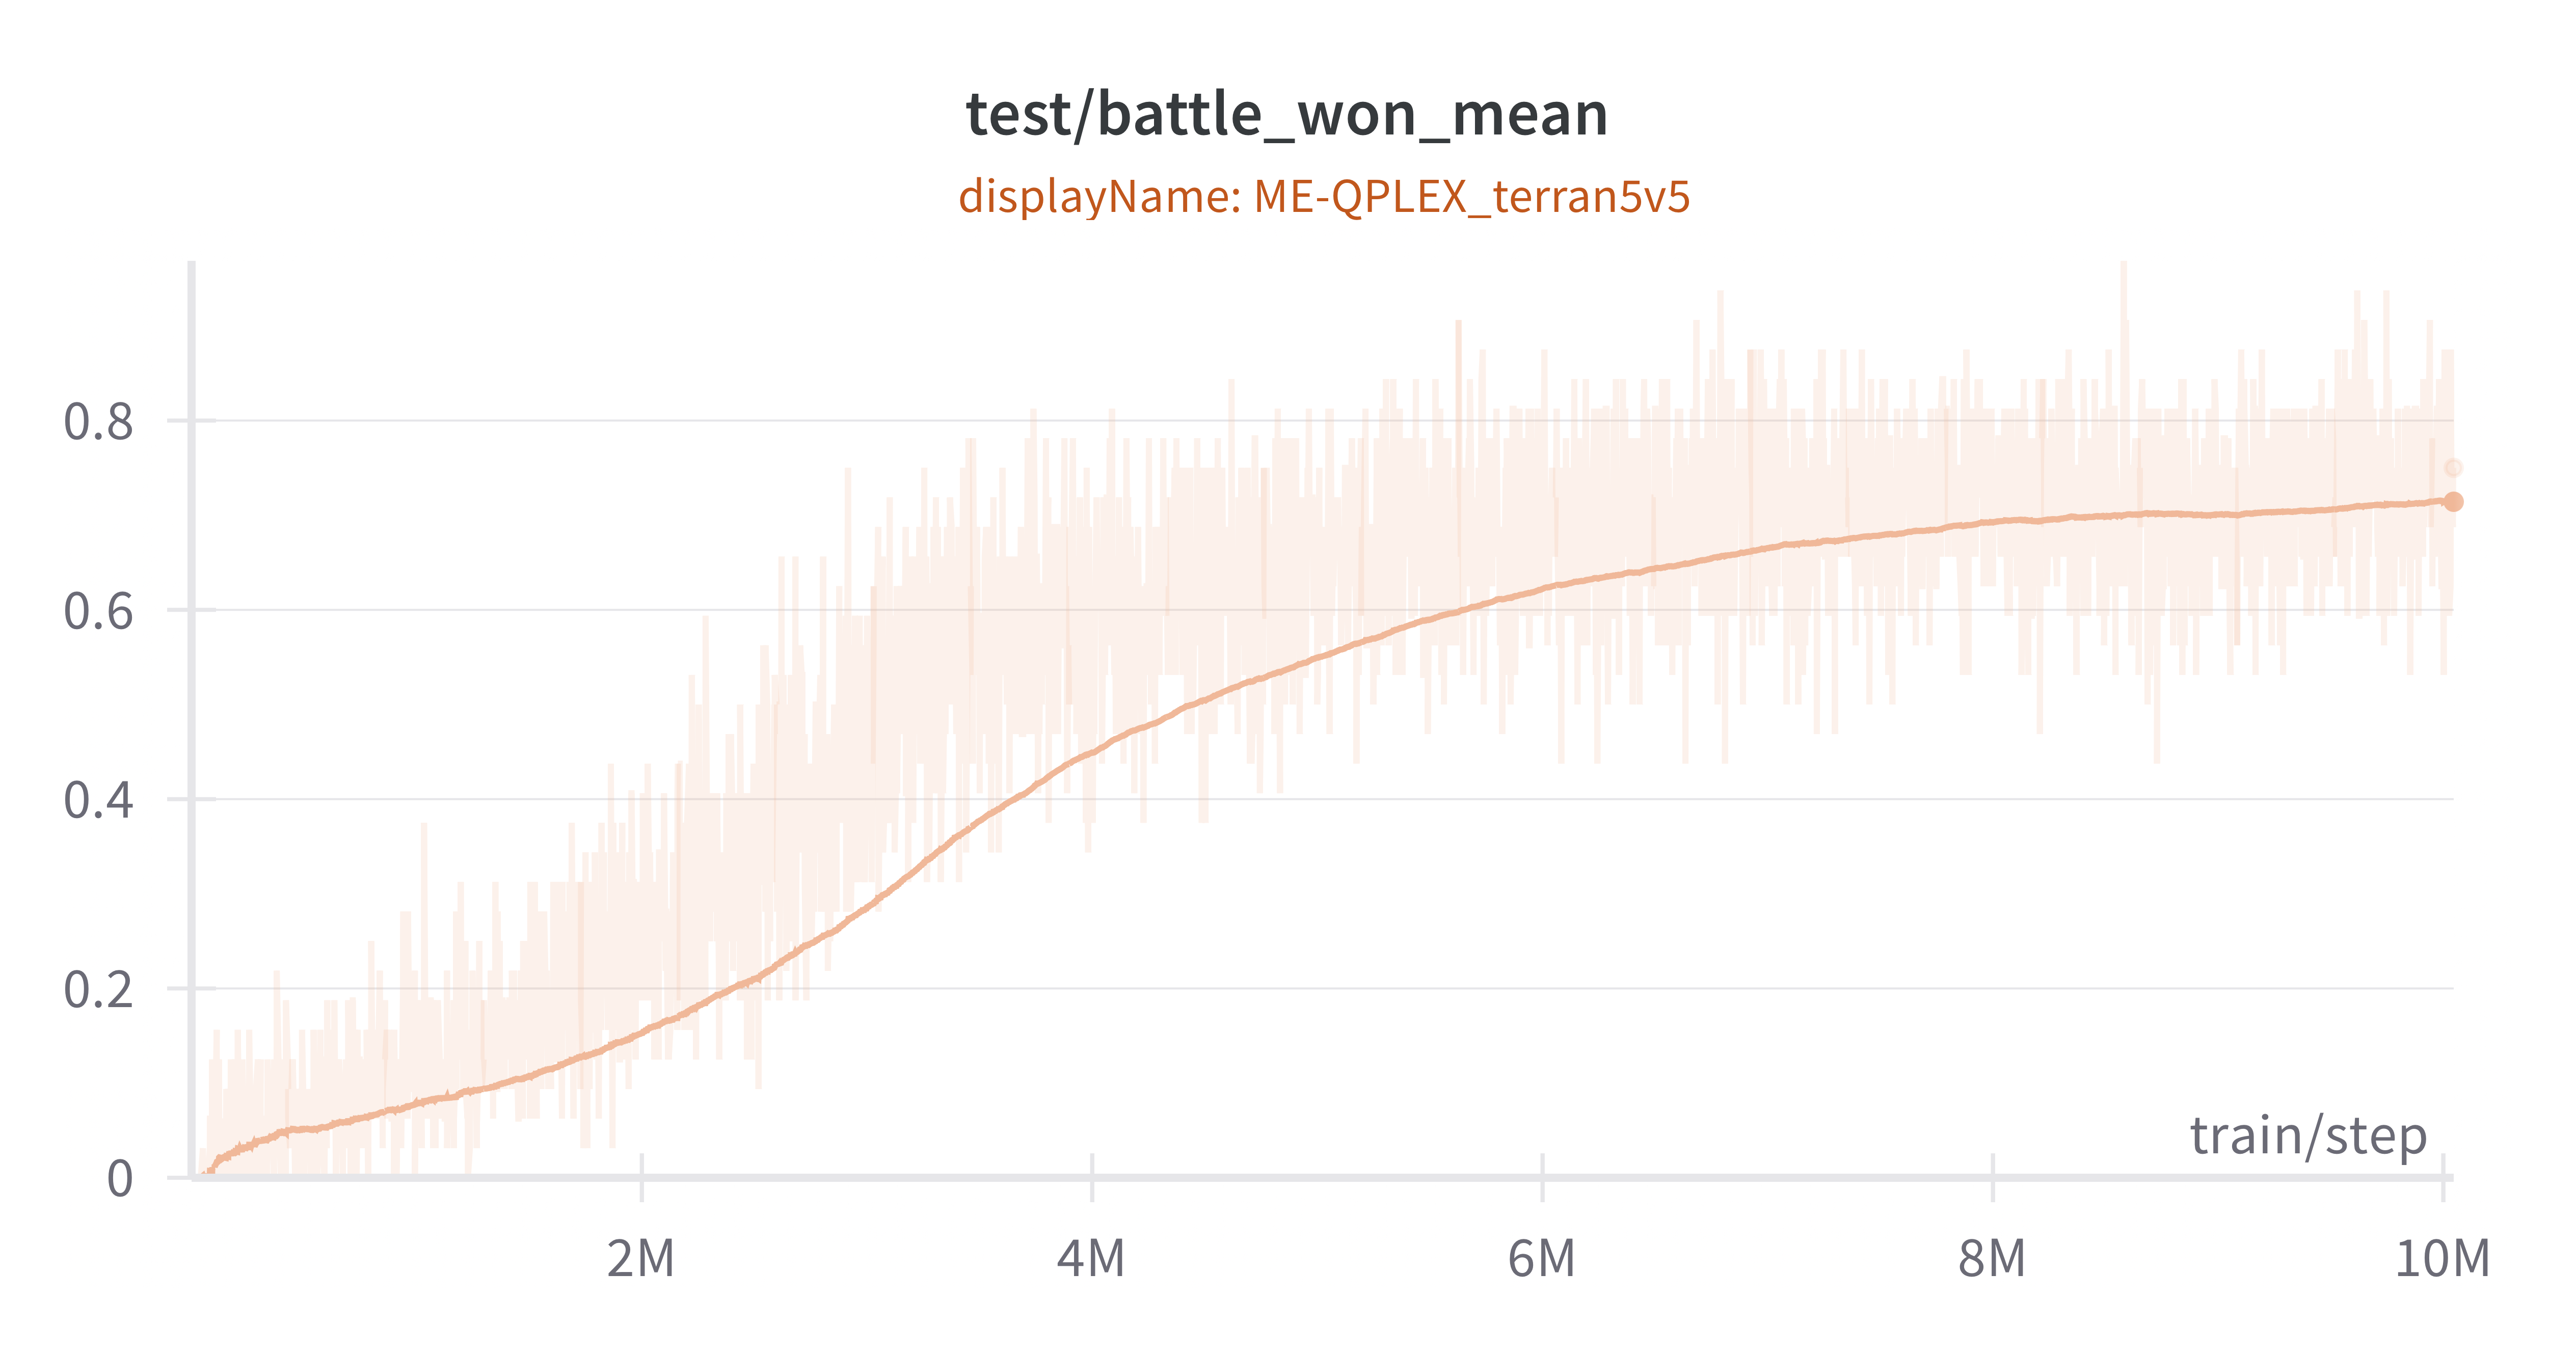 test/battle_won_mean
displayName: ME-QPLEX_terran5v5
0.8
0.6
0.4
0.2
0
train/step
2M 4M 6M 8M 10M